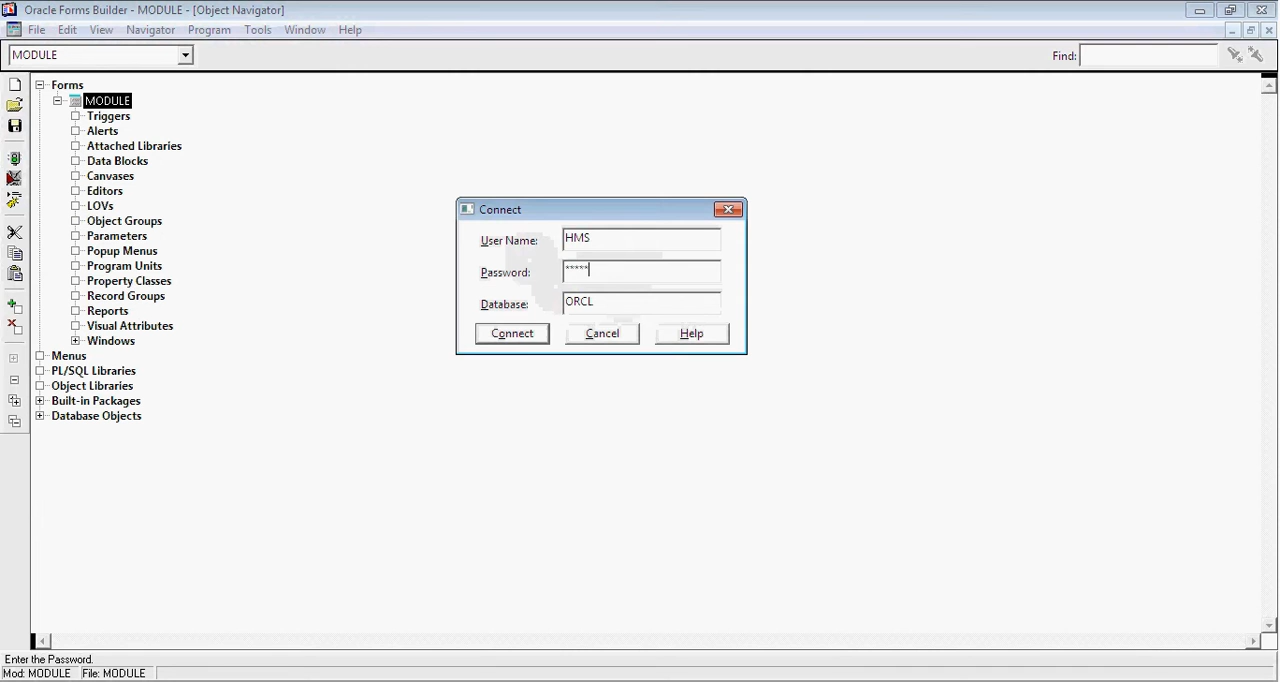 Oracle Forms Builder - MODULE - [Object Navigator]
File Edit View Navigator Program Tools Window Help
MODULE
Find:
Forms
MODULE
Triggers
Alerts
Attached Libraries
Data Blocks
Canvases
Editors
LOVs
Object Groups
Parameters
Popup Menus
Program Units
Property Classes
Record Groups
Reports
Visual Attributes
Windows
Menus
PL/SQL Libraries
Object Libraries
Built-in Packages
Database Objects
Connect
User Name: HMS
Password: *****
Database: ORCL
Connect Cancel Help
Enter the Password.
Mod: MODULE File: MODULE